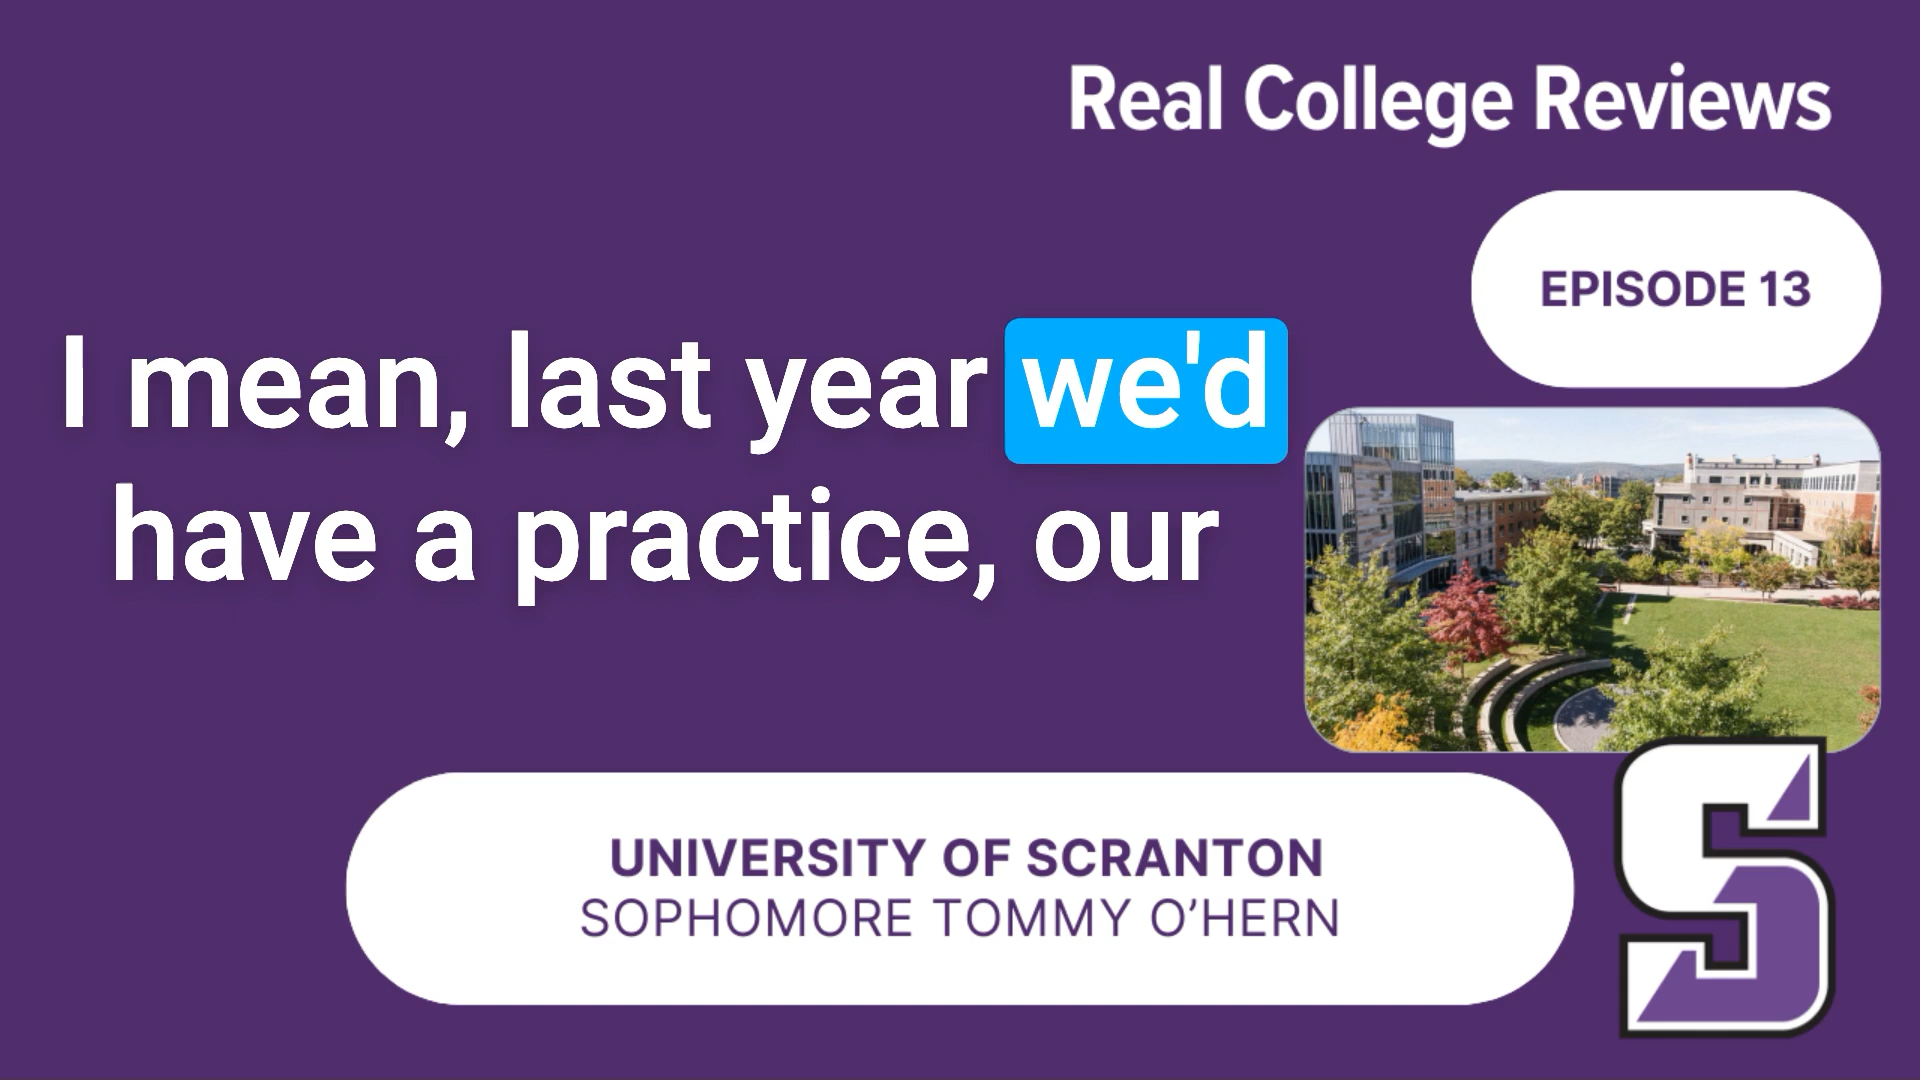 Real College Reviews
EPISODE 13
I mean, last year we'd
have a practice, our
UNIVERSITY OF SCRANTON
SOPHOMORE TOMMY O’HERN
S